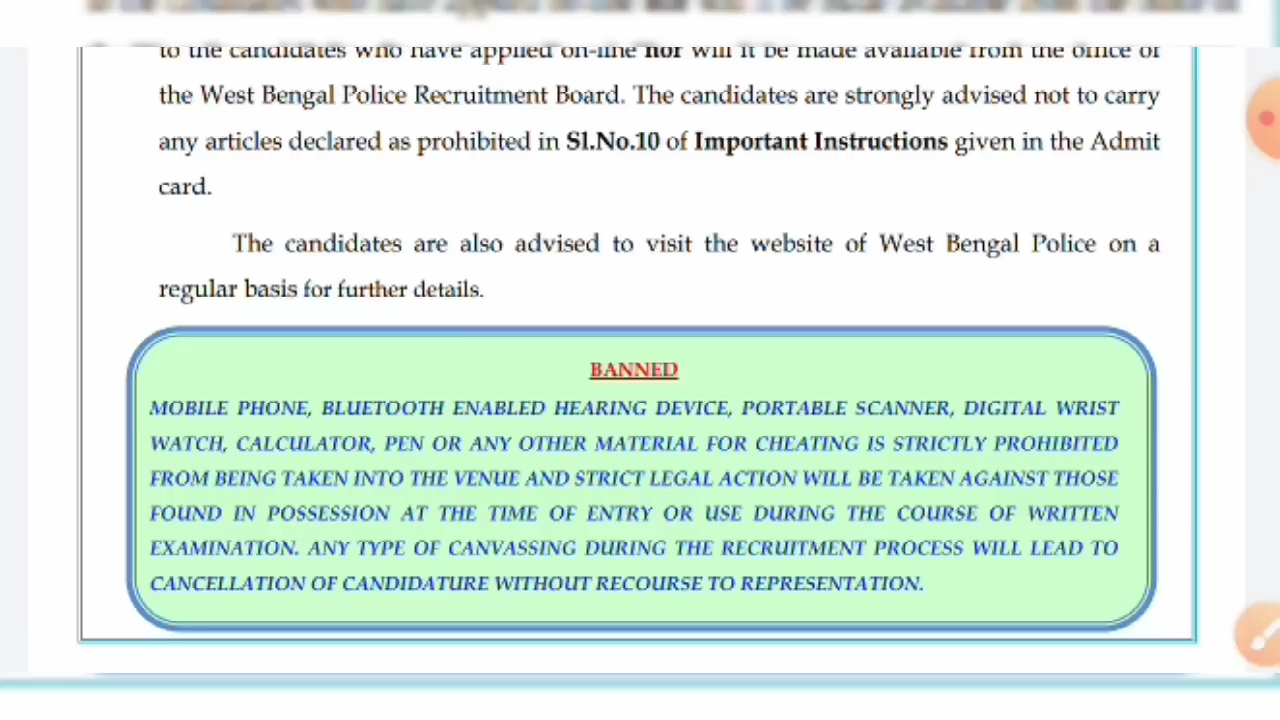 to the candidates who have applied on-line nor will it be made available from the office of
the West Bengal Police Recruitment Board. The candidates are strongly advised not to carry
any articles declared as prohibited in Sl.No.10 of Important Instructions given in the Admit
card.
The candidates are also advised to visit the website of West Bengal Police on a
regular basis for further details.
BANNED
MOBILE PHONE, BLUETOOTH ENABLED HEARING DEVICE, PORTABLE SCANNER, DIGITAL WRIST
WATCH, CALCULATOR, PEN OR ANY OTHER MATERIAL FOR CHEATING IS STRICTLY PROHIBITED
FROM BEING TAKEN INTO THE VENUE AND STRICT LEGAL ACTION WILL BE TAKEN AGAINST THOSE
FOUND IN POSSESSION AT THE TIME OF ENTRY OR USE DURING THE COURSE OF WRITTEN
EXAMINATION. ANY TYPE OF CANVASSING DURING THE RECRUITMENT PROCESS WILL LEAD TO
CANCELLATION OF CANDIDATURE WITHOUT RECOURSE TO REPRESENTATION.